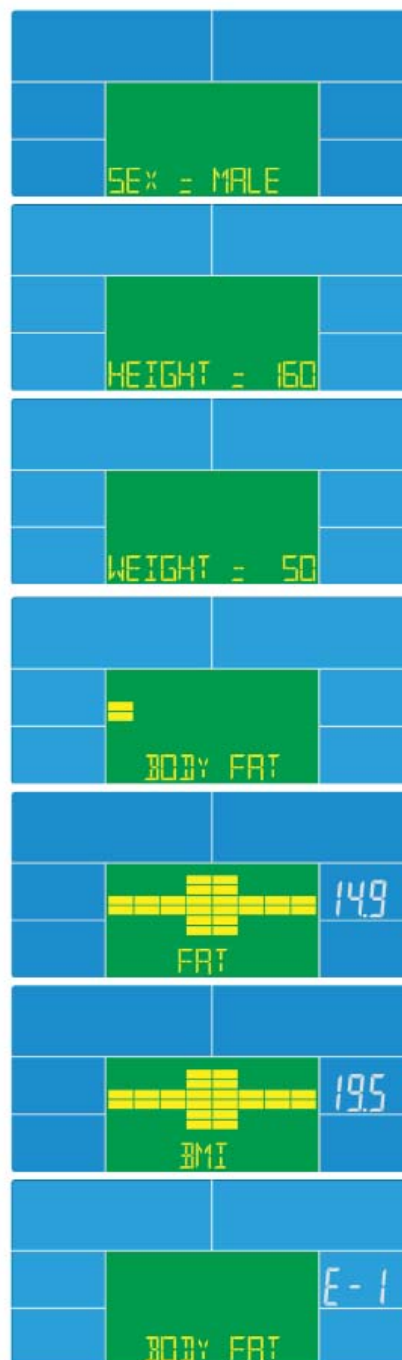 SEX = MALE
HEIGHT = 160
WEIGHT = 50
BODY FAT
14.9
FAT
19.5
BMI
E-1
BODY FAT